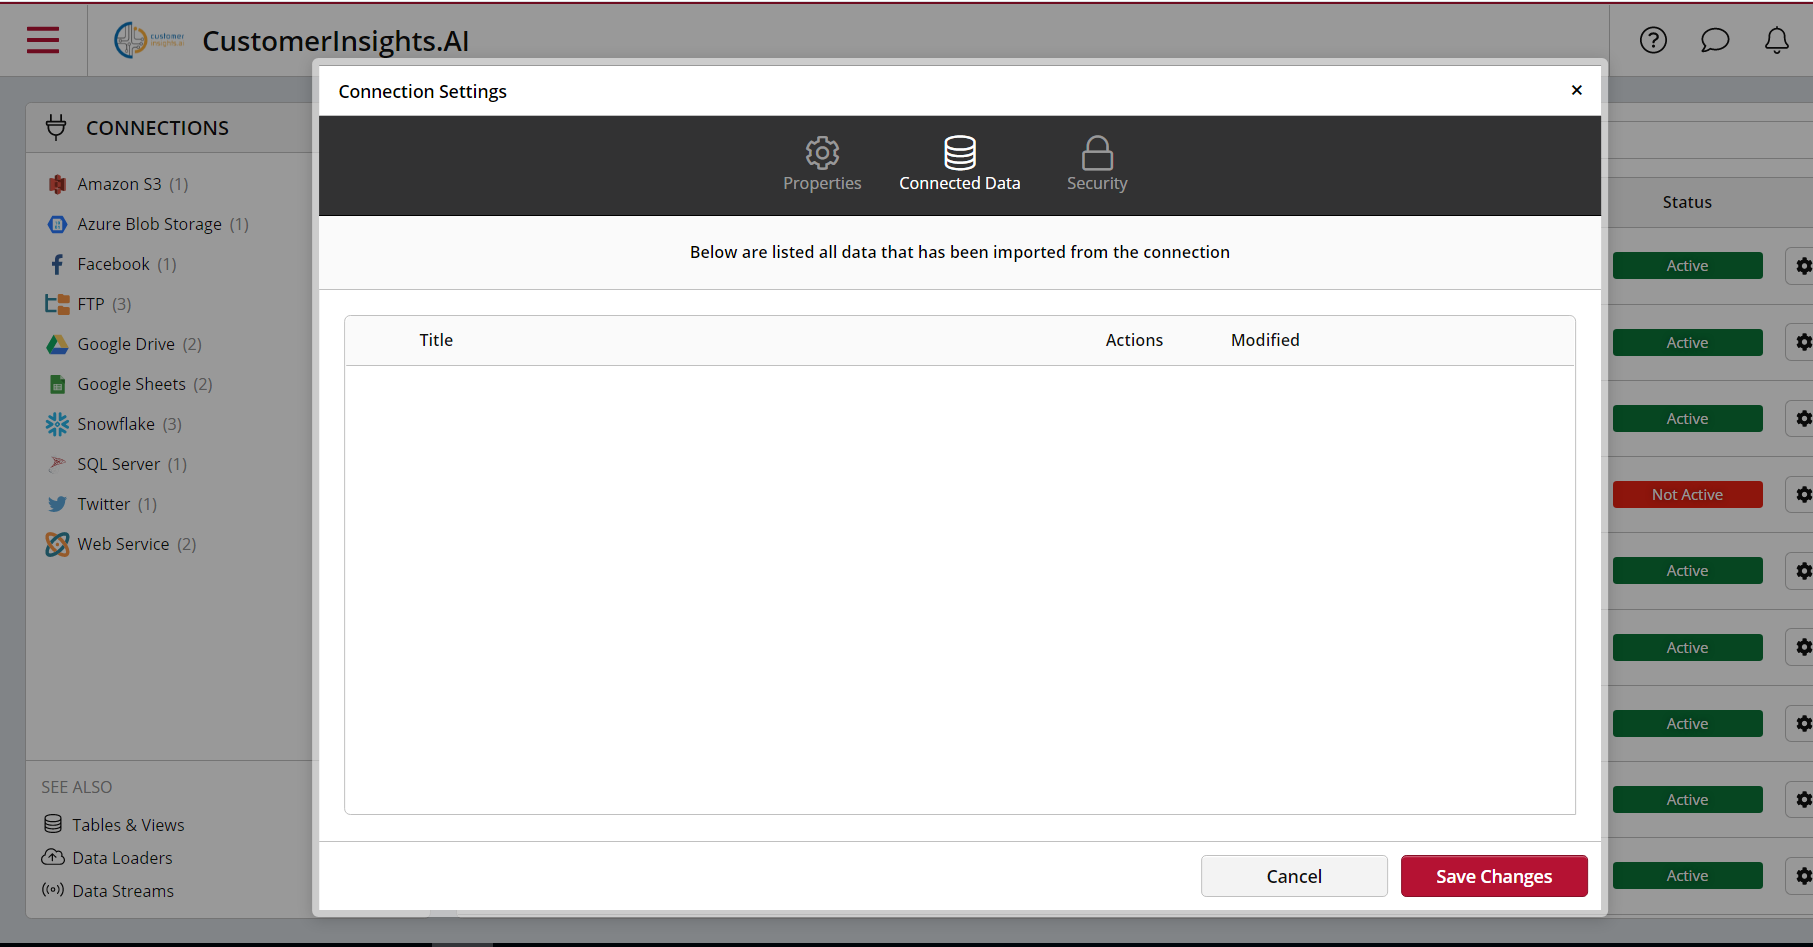 customer
insights.ai
CustomerInsights.AI
Connection Settings
×
Properties
Connected Data
Security
Below are listed all data that has been imported from the connection
Title
Actions
Modified
Cancel
Save Changes
CONNECTIONS
Amazon S3 (1)
Azure Blob Storage (1)
Facebook (1)
FTP (3)
Google Drive (2)
Google Sheets (2)
Snowflake (3)
SQL Server (1)
Twitter (1)
Web Service (2)
SEE ALSO
Tables & Views
Data Loaders
Data Streams
Status
Active
Active
Active
Not Active
Active
Active
Active
Active
Active